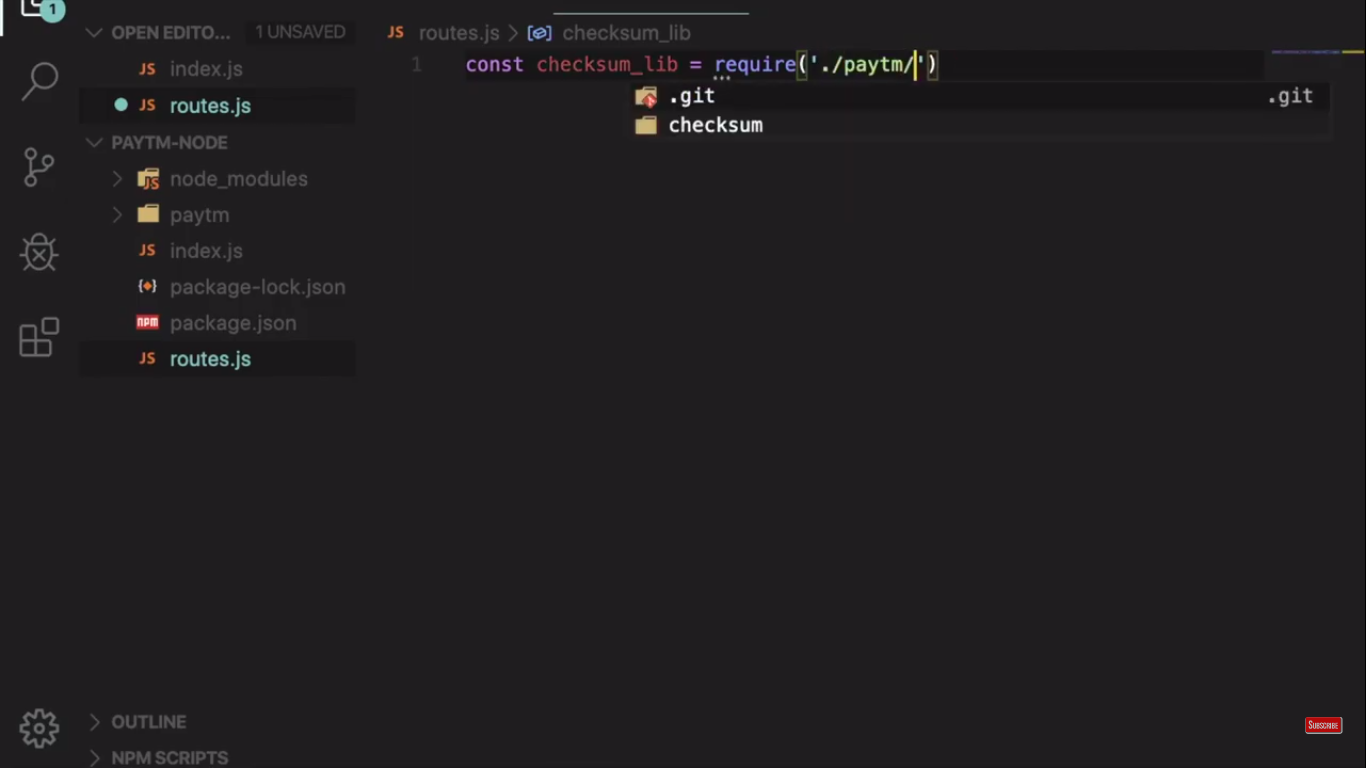 1
OPEN EDITO... 1 UNSAVED
JS index.js
JS routes.js
PAYTM-NODE
JS node_modules
paytm
JS index.js
package-lock.json
npm package.json
JS routes.js
OUTLINE
NPM SCRIPTS
JS routes.js > checksum_lib
1 const checksum_lib = require('./paytm/')
.git .git
checksum
SUBSCRIBE